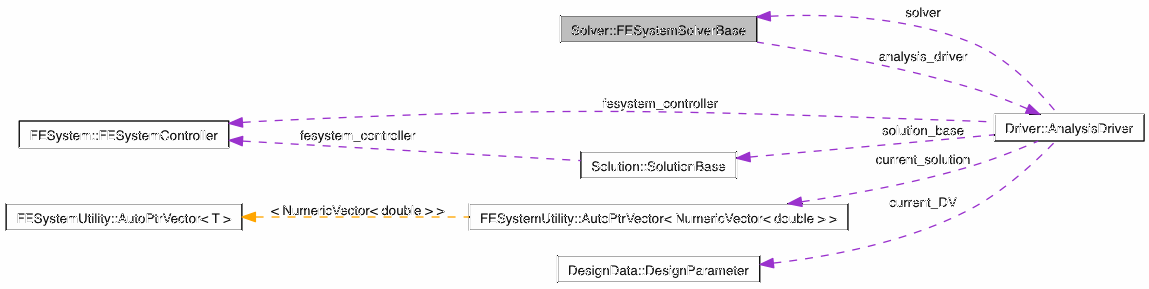 solver
Solver::FESystemSolverBase
analysis_driver
fesystem_controller
Driver::AnalysisDriver
FESystem::FESystemController
fesystem_controller
solution_base
Solution::SolutionBase
current_solution
FESystemUtility::AutoPtrVector< T >
< NumericVector< double > >
FESystemUtility::AutoPtrVector< NumericVector< double > >
current_DV
DesignData::DesignParameter